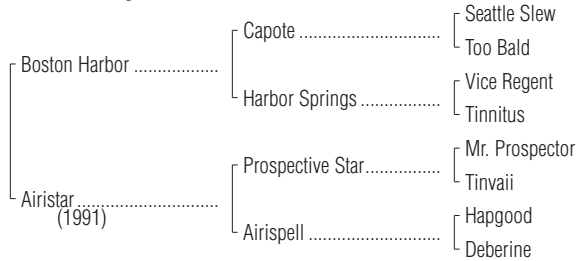 Seattle Slew
Capote
Too Bald
Boston Harbor
Vice Regent
Harbor Springs
Tinnitus
Mr. Prospector
Prospective Star
Tinvaii
Airistar
(1991)
Hapgood
Airispell
Deberine